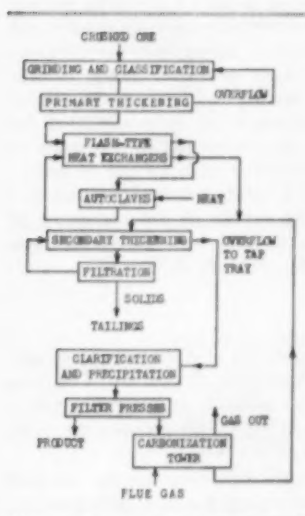 CRUSHED ORE
GRINDING AND CLASSIFICATION
OVERFLOW
PRIMARY THICKENING
FLASH-TYPE
HEAT EXCHANGERS
AUTOCLAVES
HEAT
SECONDARY THICKENING
OVERFLOW
TO TAP
TRAY
FILTRATION
SOLIDS
TAILINGS
CLARIFICATION
AND PRECIPITATION
FILTER PRESSES
GAS OUT
PRODUCT
CARBONIZATION
TOWER
FLUE GAS